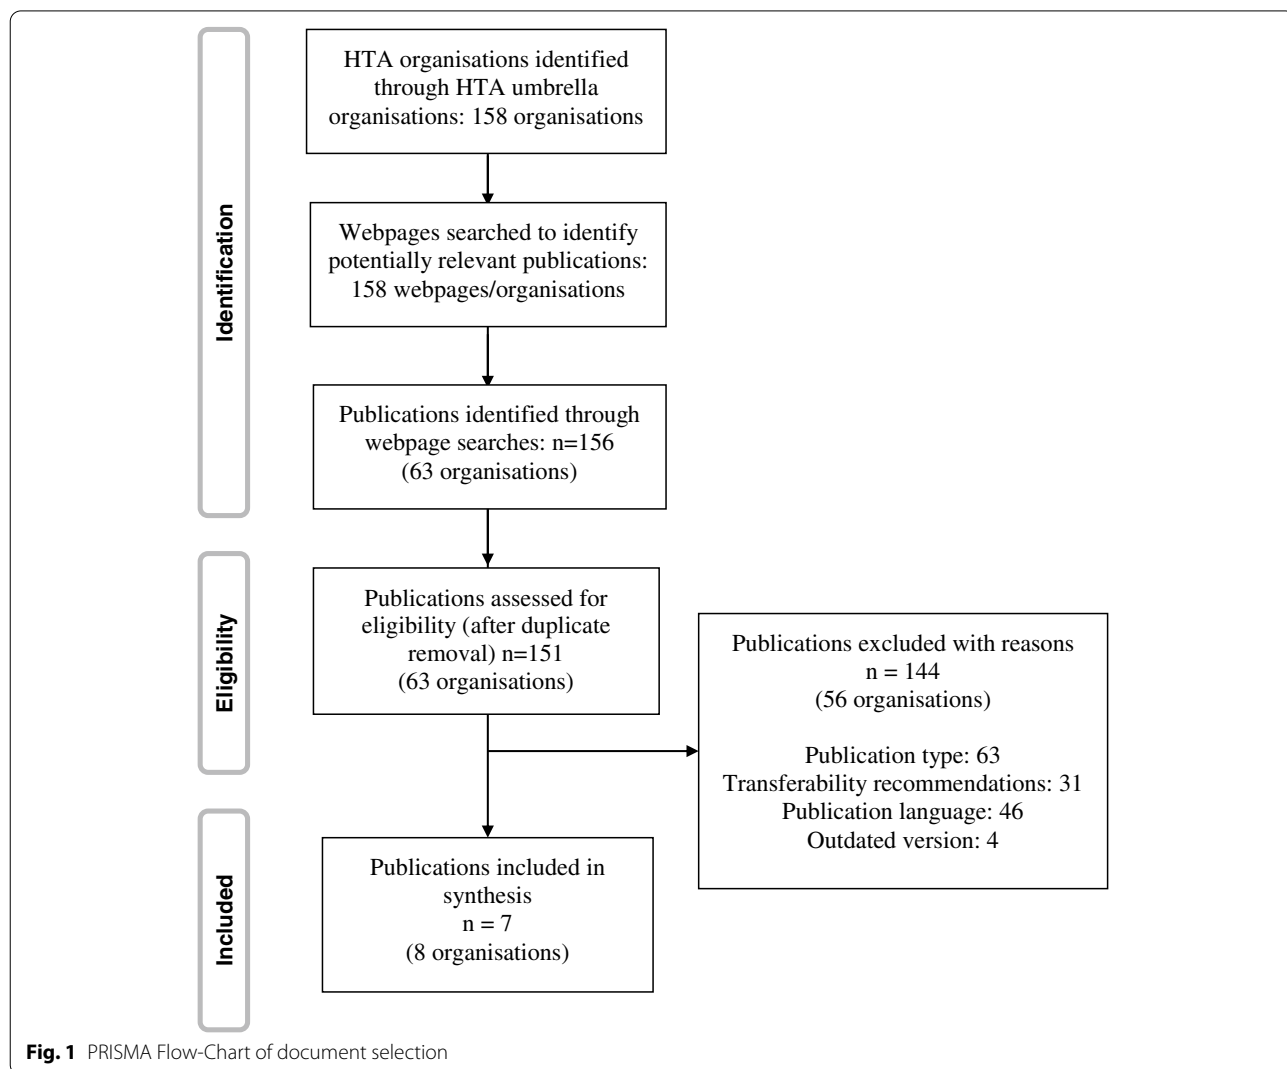 Identification
HTA organisations identified
through HTA umbrella
organisations: 158 organisations
Webpages searched to identify
potentially relevant publications:
158 webpages/organisations
Publications identified through
webpage searches: n=156
(63 organisations)
Eligibility
Publications assessed for
eligibility (after duplicate
removal) n=151
(63 organisations)
Publications excluded with reasons
n = 144
(56 organisations)
Publication type: 63
Transferability recommendations: 31
Publication language: 46
Outdated version: 4
Included
Publications included in
synthesis
n = 7
(8 organisations)
Fig. 1 PRISMA Flow-Chart of document selection